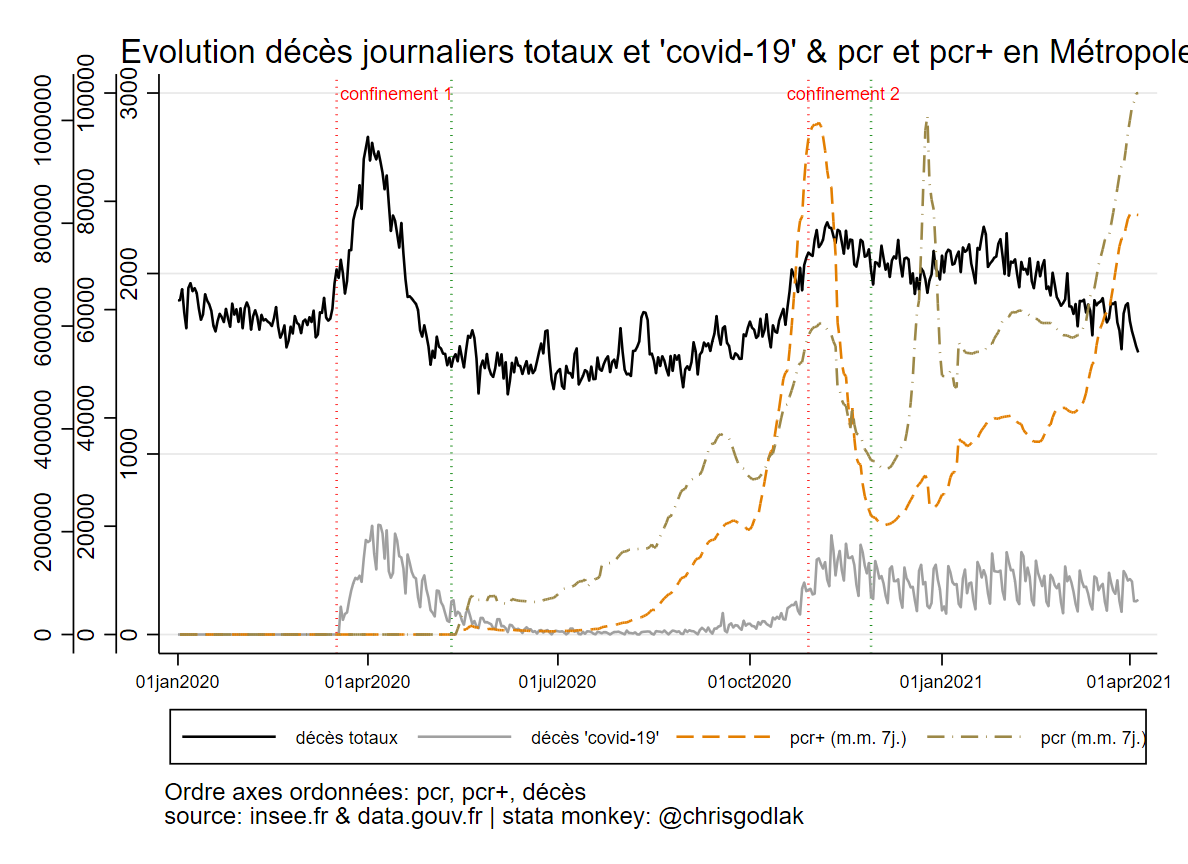 Evolution décès journaliers totaux et 'covid-19' & pcr et pcr+ en Métropole
confinement 1
confinement 2
0
200000
400000
600000
800000
1000000
0
20000
40000
60000
80000
100000
0
1000
2000
3000
01jan2020
01apr2020
01jul2020
01oct2020
01jan2021
01apr2021
décès totaux
décès 'covid-19'
pcr+ (m.m. 7j.)
pcr (m.m. 7j.)
Ordre axes ordonnées: pcr, pcr+, décès
source: insee.fr & data.gouv.fr | stata monkey: @chrisgodlak